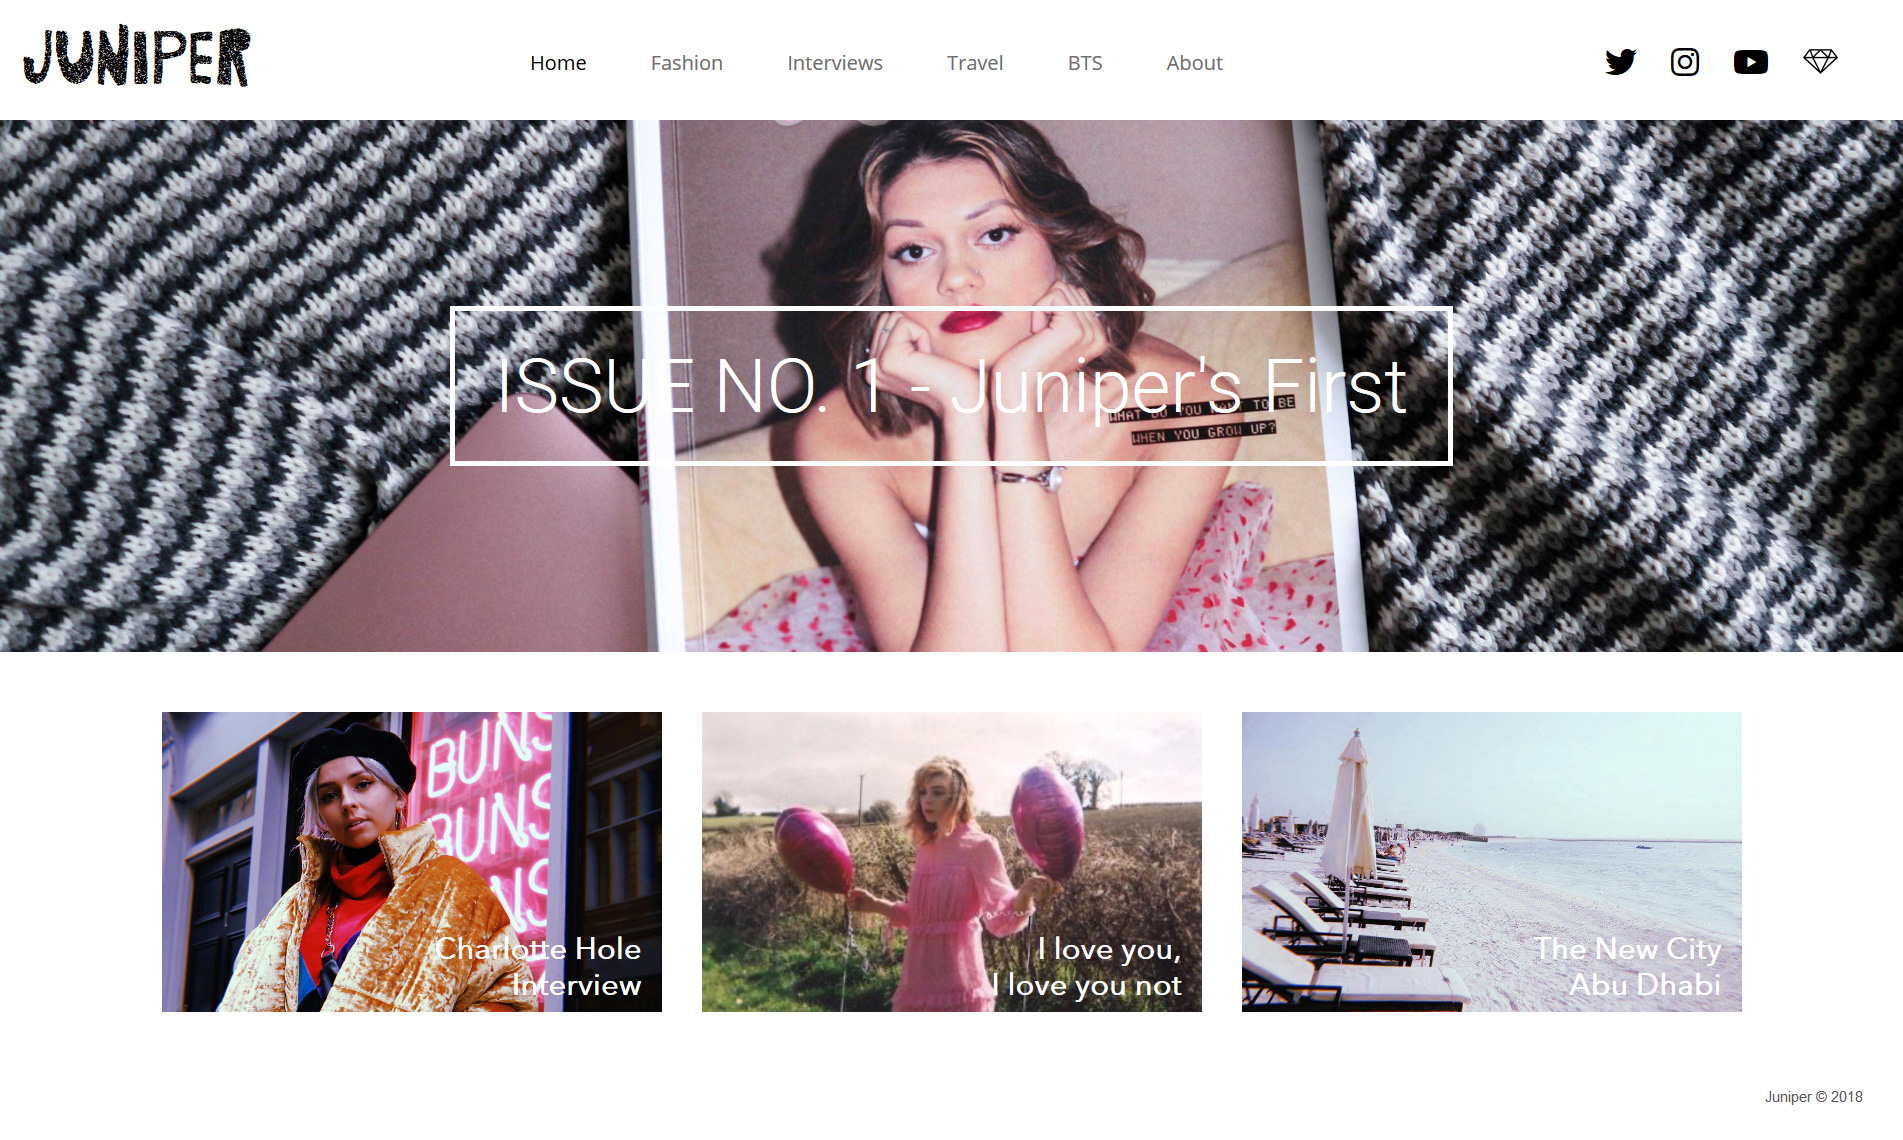 JUNIPER
Home
Fashion
Interviews
Travel
BTS
About
ISSUE NO. 1 - Juniper's First
WHAT DO YOU WANT TO BE
WHEN YOU GROW UP?
BUNS
BUNS
Charlotte Hole
Interview
I love you,
I love you not
The New City
Abu Dhabi
Juniper © 2018